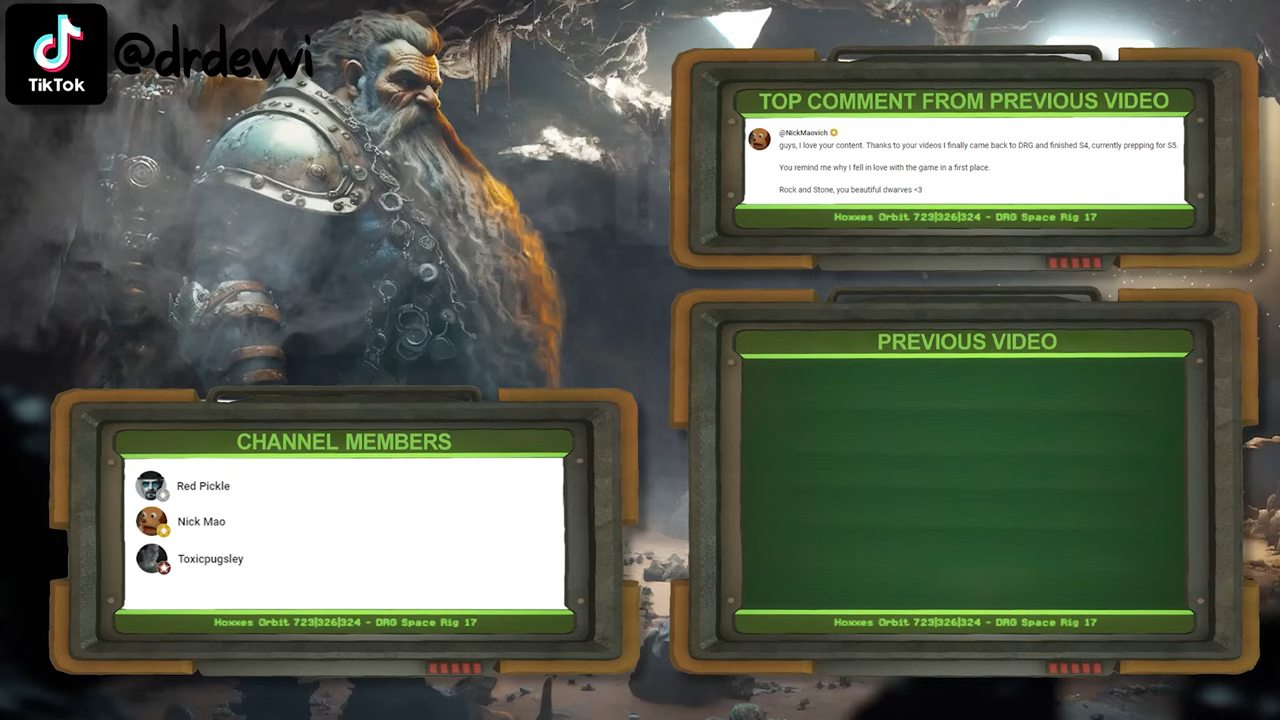 TikTok
@drdevvi
TOP COMMENT FROM PREVIOUS VIDEO
@NickMaovich
guys, I love your content. Thanks to your videos I finally came back to DRG and finished S4, currently prepping for S5.
You remind me why I fell in love with the game in a first place.
Rock and Stone, you beautiful dwarves <3
Hoxxes Orbit 723|326|324 - DRG Space Rig 17
PREVIOUS VIDEO
Hoxxes Orbit 723|326|324 - DRG Space Rig 17
CHANNEL MEMBERS
Red Pickle
Nick Mao
Toxicpugsley
Hoxxes Orbit 723|326|324 - DRG Space Rig 17